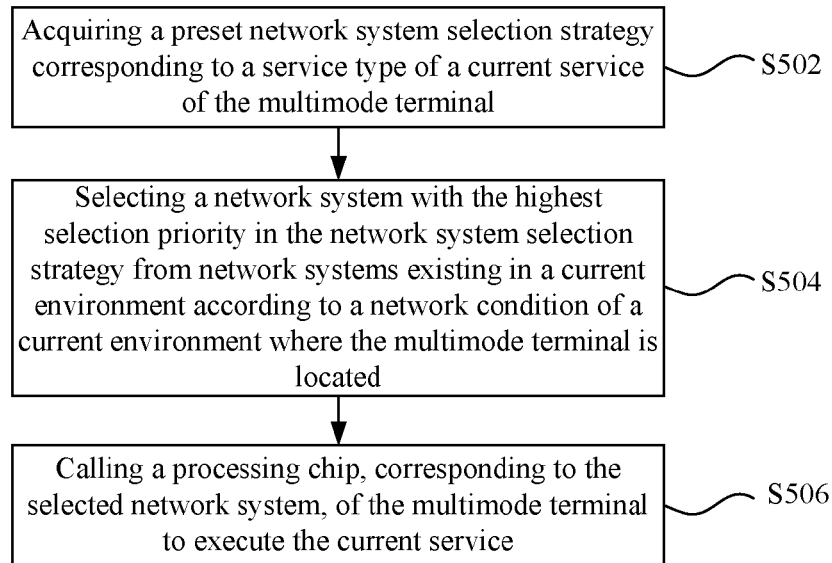 Acquiring a preset network system selection strategy
corresponding to a service type of a current service
of the multimode terminal
S502
Selecting a network system with the highest
selection priority in the network system selection
strategy from network systems existing in a current
environment according to a network condition of a
current environment where the multimode terminal is
located
S504
Calling a processing chip, corresponding to the
selected network system, of the multimode terminal
to execute the current service
S506